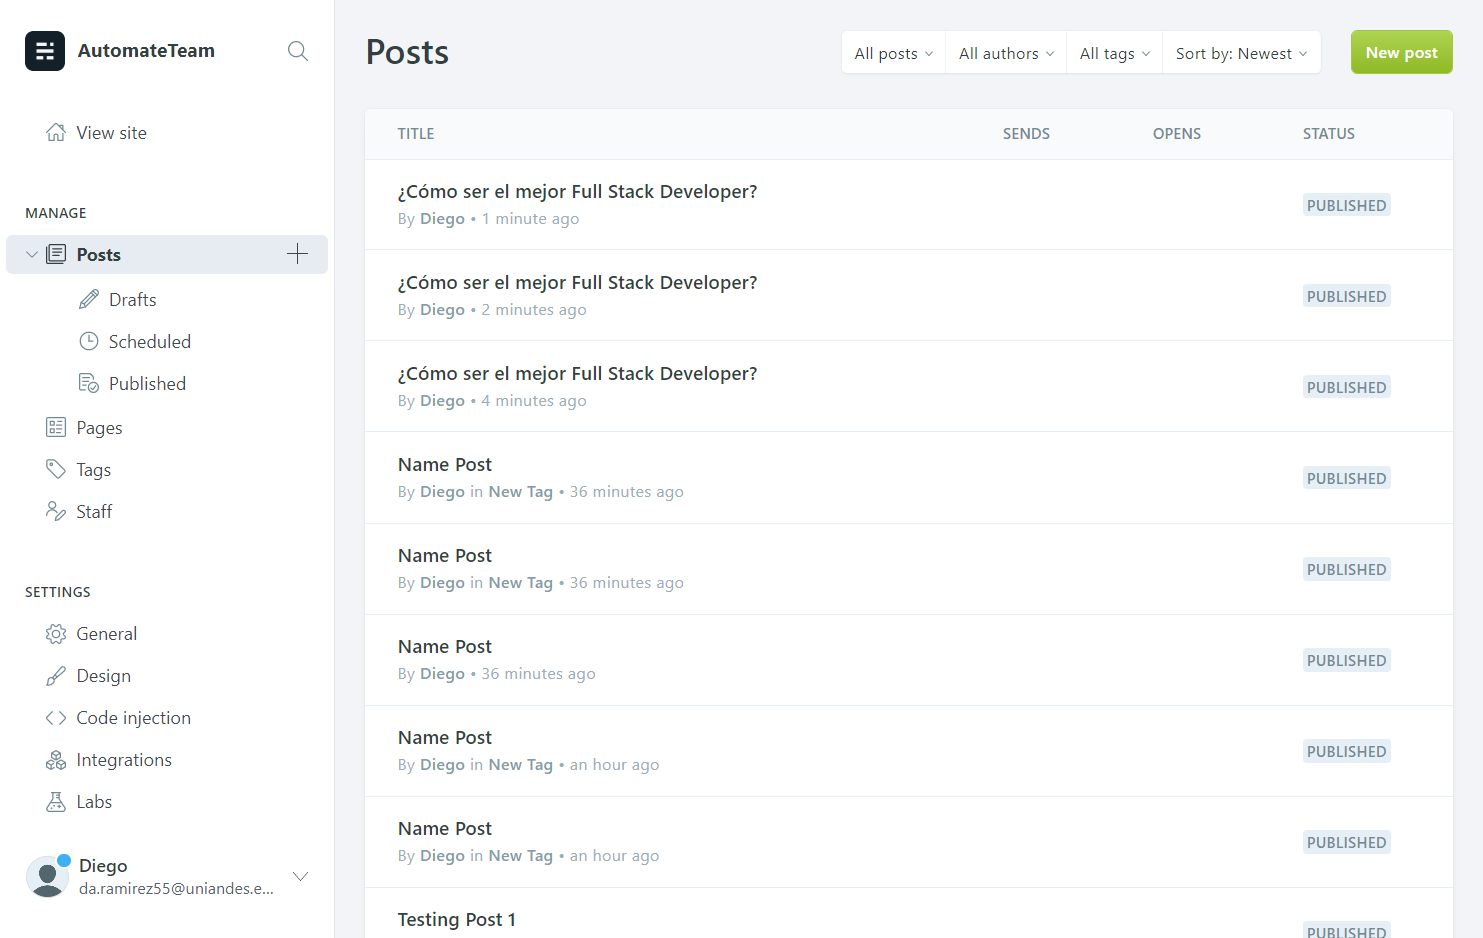 AutomateTeam
View site
MANAGE
Posts
Drafts
Scheduled
Published
Pages
Tags
Staff
SETTINGS
General
Design
Code injection
Integrations
Labs
Diego
da.ramirez55@uniandes.e...
Posts
All posts
All authors
All tags
Sort by: Newest
New post
TITLE SENDS OPENS STATUS
¿Cómo ser el mejor Full Stack Developer?
By Diego • 1 minute ago
PUBLISHED
¿Cómo ser el mejor Full Stack Developer?
By Diego • 2 minutes ago
PUBLISHED
¿Cómo ser el mejor Full Stack Developer?
By Diego • 4 minutes ago
PUBLISHED
Name Post
By Diego in New Tag • 36 minutes ago
PUBLISHED
Name Post
By Diego in New Tag • 36 minutes ago
PUBLISHED
Name Post
By Diego • 36 minutes ago
PUBLISHED
Name Post
By Diego in New Tag • an hour ago
PUBLISHED
Name Post
By Diego in New Tag • an hour ago
PUBLISHED
Testing Post 1
PUBLISHED